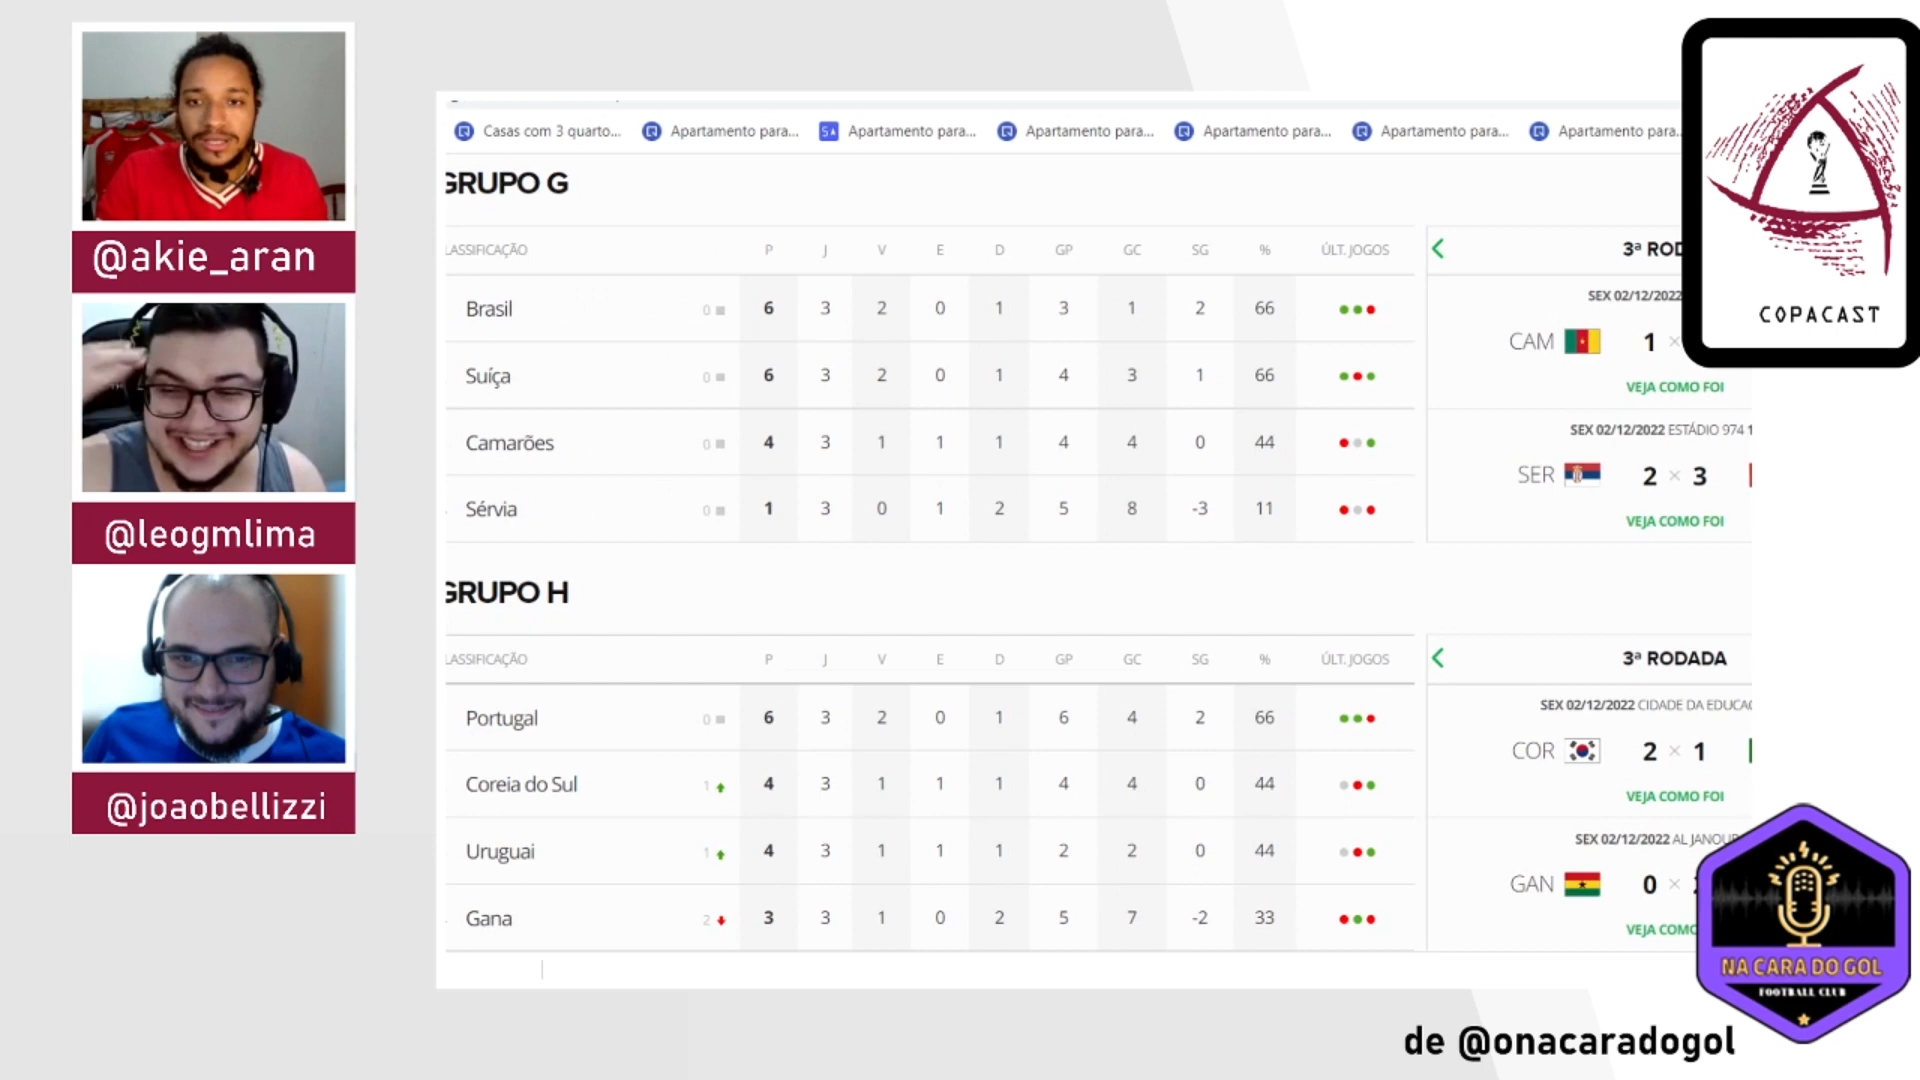 @akie_aran
@leogmlima
@joaobellizzi
Casas com 3 quarto... Apartamento para... Apartamento para... Apartamento para... Apartamento para... Apartamento para... Apartamento para...
GRUPO G
LASSIFICAÇÃO P J V E D GP GC SG % ÚLT. JOGOS
Brasil 0 6 3 2 0 1 3 1 2 66
Suíça 0 6 3 2 0 1 4 3 1 66
Camarões 0 4 3 1 1 1 4 4 0 44
Sérvia 0 1 3 0 1 2 5 8 -3 11
3ª ROD
SEX 02/12/2022
CAM 1 ×
VEJA COMO FOI
SEX 02/12/2022 ESTÁDIO 974 1
SER 2 × 3
VEJA COMO FOI
GRUPO H
LASSIFICAÇÃO P J V E D GP GC SG % ÚLT. JOGOS
Portugal 0 6 3 2 0 1 6 4 2 66
Coreia do Sul 1 4 3 1 1 1 4 4 0 44
Uruguai 1 4 3 1 1 1 2 2 0 44
Gana 2 3 3 1 0 2 5 7 -2 33
3ª RODADA
SEX 02/12/2022 CIDADE DA EDUCAÇ
COR 2 × 1
VEJA COMO FOI
SEX 02/12/2022 AL JANOUB
GAN 0 ×
VEJA COMO
COPACAST
NA CARA DO GOL
FOOTBALL CLUB
de @onacaradogol